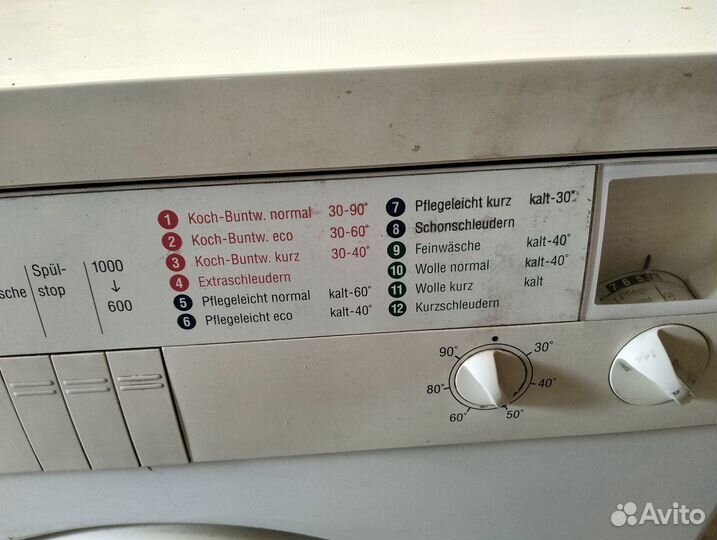 1 Koch-Buntw. normal 30-90°
2 Koch-Buntw. eco 30-60°
3 Koch-Buntw. kurz 30-40°
4 Extraschleudern
5 Pflegeleicht normal kalt-60°
6 Pflegeleicht eco kalt-40°
7 Pflegeleicht kurz kalt-30°
8 Schonschleudern
9 Feinwäsche kalt-40°
10 Wolle normal kalt-40°
11 Wolle kurz kalt
12 Kurzschleudern
sche
Spül-
stop
1000
↓
600
7 6 5
90° 30°
80° 40°
60° 50°
Avito